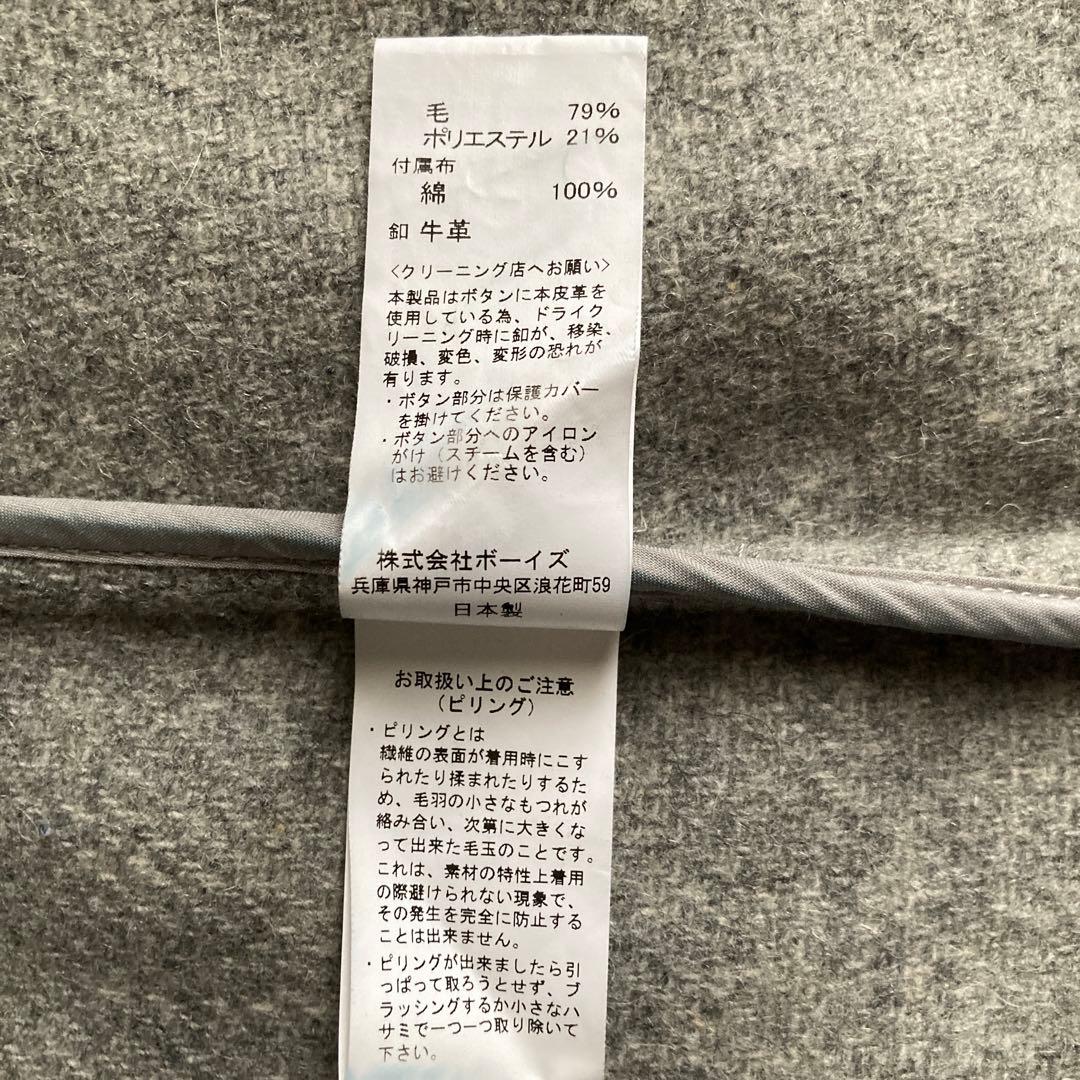 毛 79%
ポリエステル 21%
付属布
綿 100%
釦 牛革
<クリーニング店へお願い>
本製品はボタンに本皮革を
使用している為、ドライク
リーニング時に釦が、移染、
破損、変色、変形の恐れが
有ります。
・ボタン部分は保護カバー
を掛けてください。
・ボタン部分へのアイロン
がけ(スチームを含む)
はお避けください。
株式会社ボーイズ
兵庫県神戸市中央区浪花町59
日本製
お取扱い上のご注意
(ピリング)
・ピリングとは
繊維の表面が着用時にこす
られたり揉まれたりするた
め、毛羽の小さなもつれが
絡み合い、次第に大きくな
って出来た毛玉のことです。
これは、素材の特性上着用
の際避けられない現象で、
その発生を完全に防止する
ことは出来ません。
・ピリングが出来ましたら引
っぱって取ろうとせず、ブ
ラッシングするか小さなハ
サミで一つ一つ取り除いて
下さい。